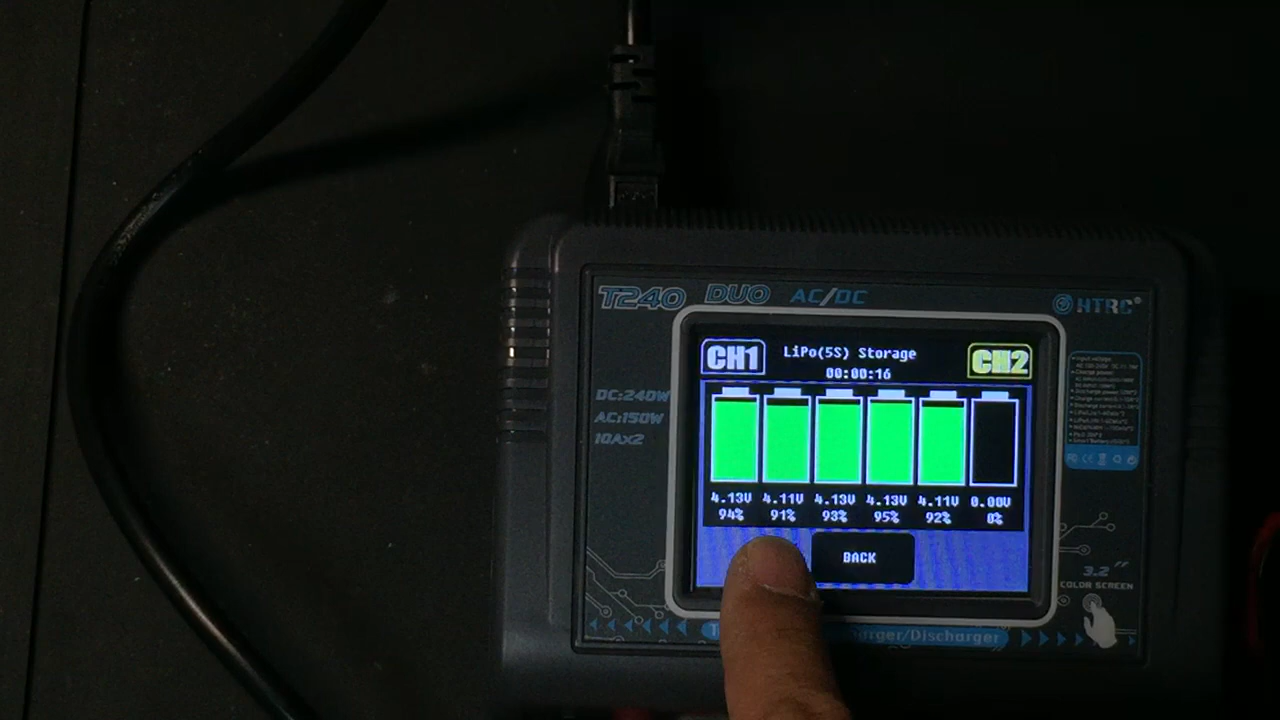 T240 DUO AC/DC
HTRC®
DC:240W
AC:150W
10Ax2
CH1
LiPo(5S) Storage
00:00:16
CH2
4.13V 4.11V 4.13V 4.13V 4.11V 0.00V
94% 91% 93% 95% 92% 0%
BACK
3.2"
COLOR SCREEN
/Discharger